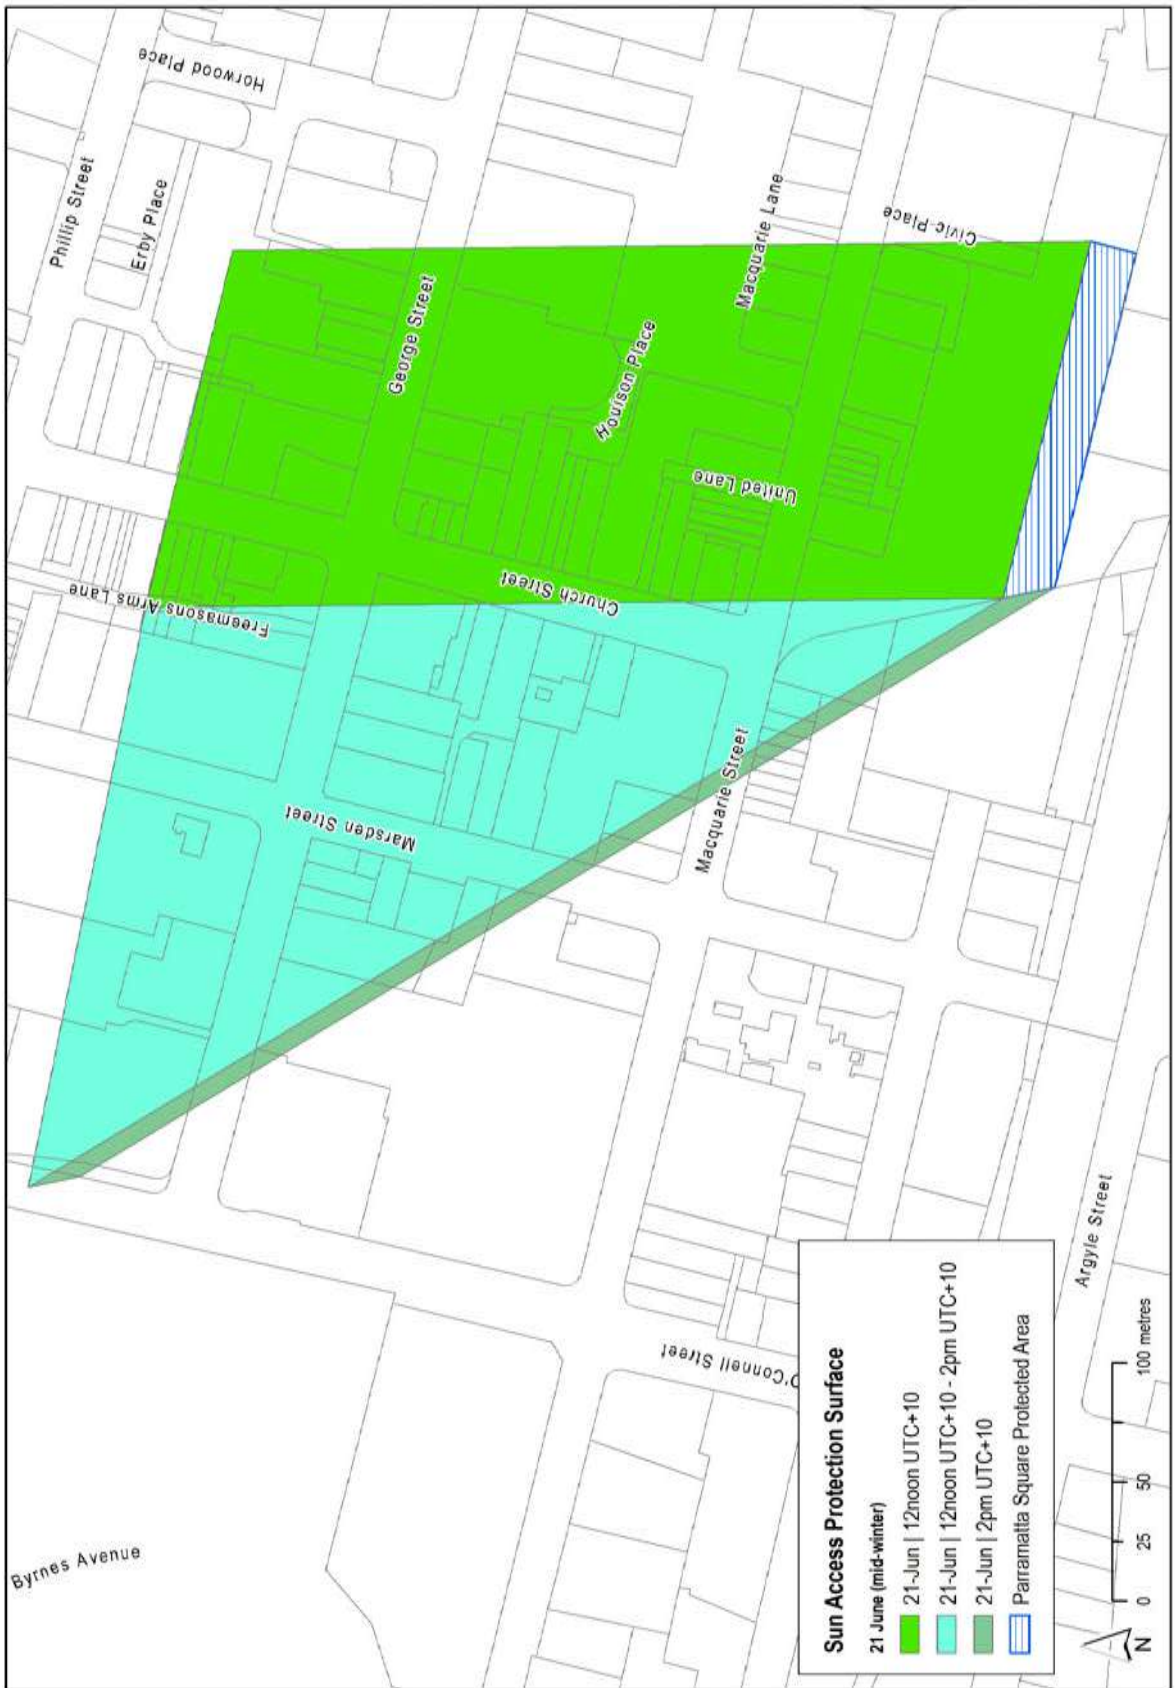 Byrnes Avenue
O'Connell Street
Marsden Street
Freemasons Arms Lane
Phillip Street
Erby Place
Horwood Place
George Street
Church Street
Houison Place
United Lane
Macquarie Lane
Civic Place
Macquarie Street
Argyle Street
Sun Access Protection Surface
21 June (mid-winter)
21-Jun | 12noon UTC+10
21-Jun | 12noon UTC+10 - 2pm UTC+10
21-Jun | 2pm UTC+10
Parramatta Square Protected Area
N
0 25 50 100 metres